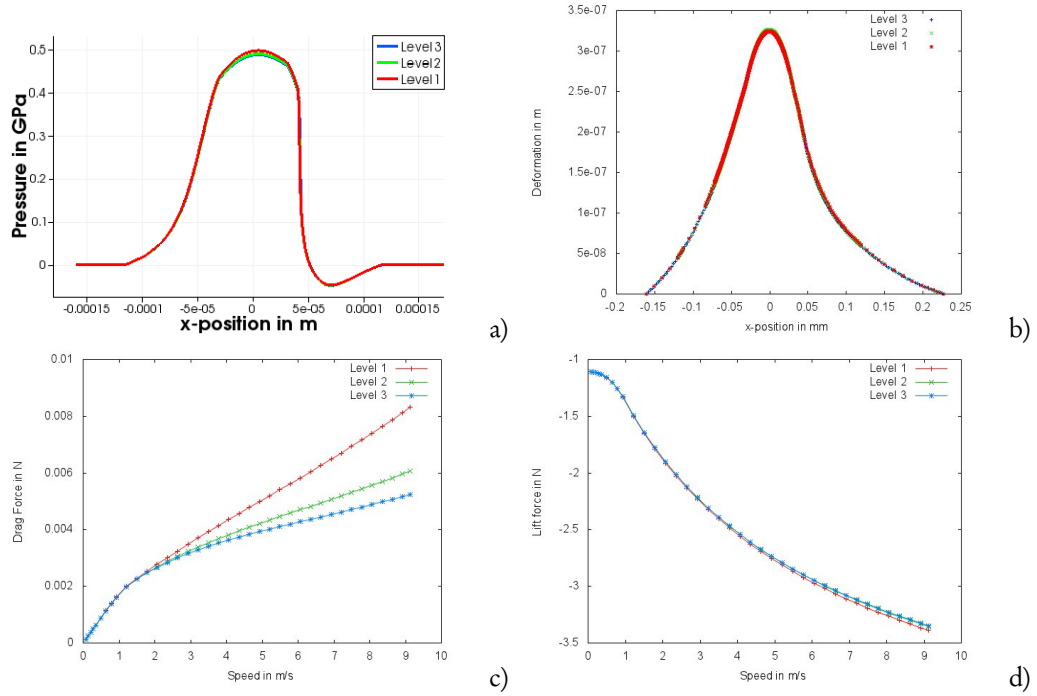 0.5
0.4
0.3
0.2
0.1
0
Pressure in GPa
Level 3
Level 2
Level 1
-0.00015
-0.0001
-5e-05
0
5e-05
0.0001
0.00015
x-position in m
a)
3.5e-07
3e-07
2.5e-07
2e-07
1.5e-07
1e-07
5e-08
0
Deformation in m
Level 3
Level 2
Level 1
-0.2
-0.15
-0.1
-0.05
0
0.05
0.1
0.15
0.2
0.25
x-position in mm
b)
0.01
0.008
0.006
0.004
0.002
0
Drag Force in N
Level 1
Level 2
Level 3
0
1
2
3
4
5
6
7
8
9
10
Speed in m/s
c)
-1
-1.5
-2
-2.5
-3
-3.5
Lift force in N
Level 1
Level 2
Level 3
0
1
2
3
4
5
6
7
8
9
10
Speed in m/s
d)